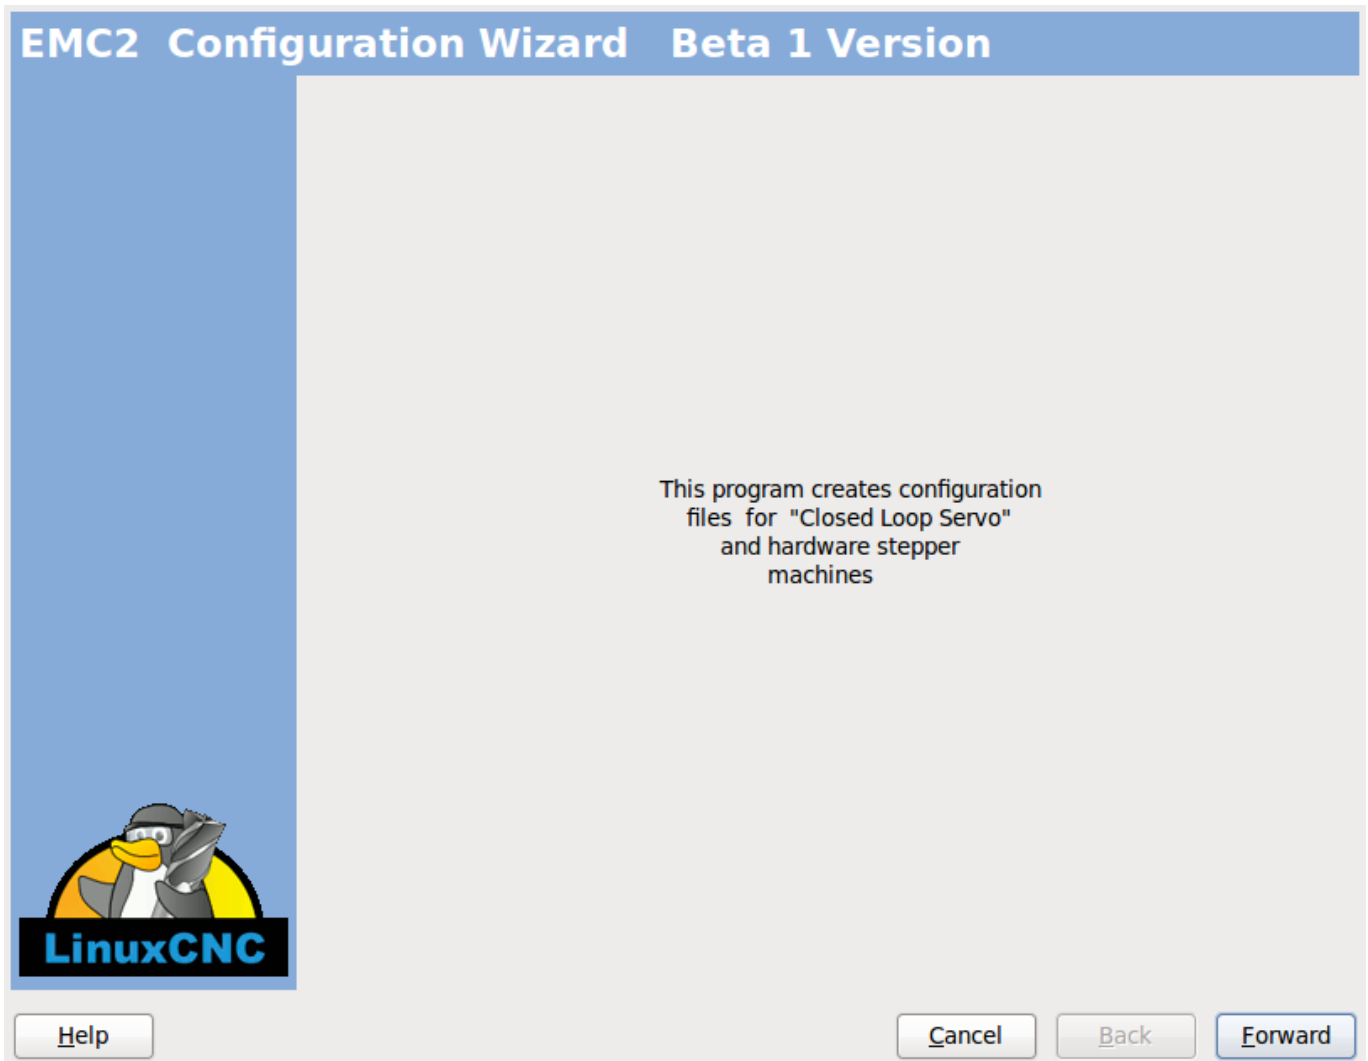 EMC2  Configuration Wizard   Beta 1 Version
This program creates configuration
files  for  "Closed Loop Servo"
and hardware stepper
machines
LinuxCNC
Help
Cancel
Back
Forward